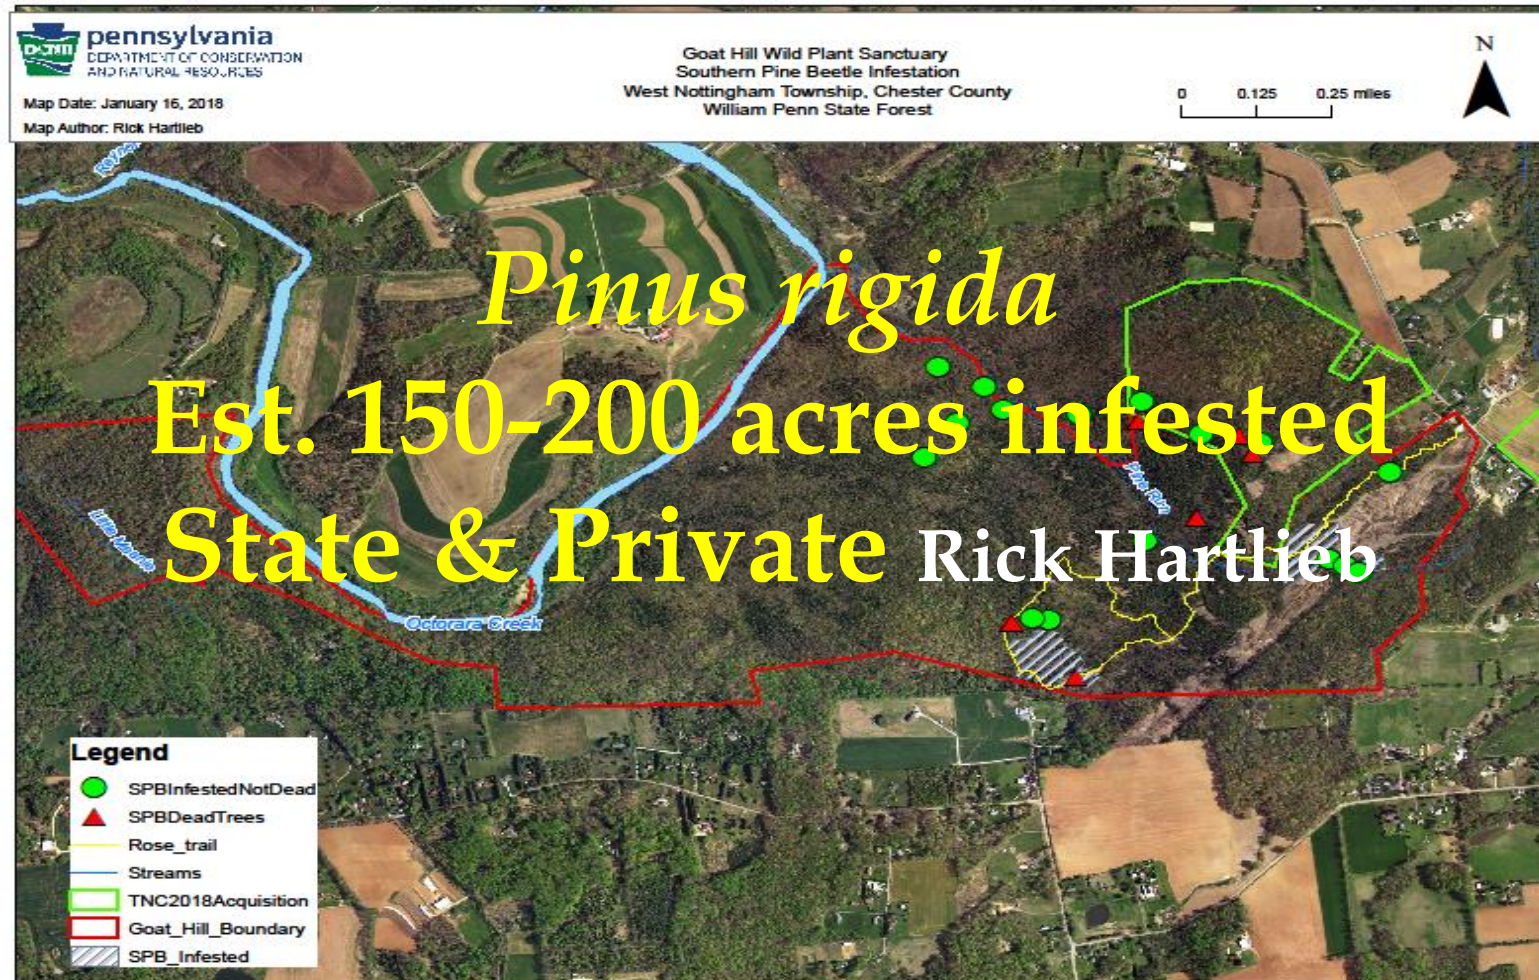 pennsylvania
DEPARTMENT OF CONSERVATION
AND NATURAL RESOURCES
Map Date: January 16, 2018
Map Author: Rick Hartlieb
Goat Hill Wild Plant Sanctuary
Southern Pine Beetle Infestation
West Nottingham Township, Chester County
William Penn State Forest
0 0.125 0.25 miles
N
Pinus rigida
Est. 150-200 acres infested
State & Private Rick Hartlieb
Pine Run
Octorara Creek
Legend
SPBInfestedNotDead
SPBDeadTrees
Rose_trail
Streams
TNC2018Acquisition
Goat_Hill_Boundary
SPB_Infested